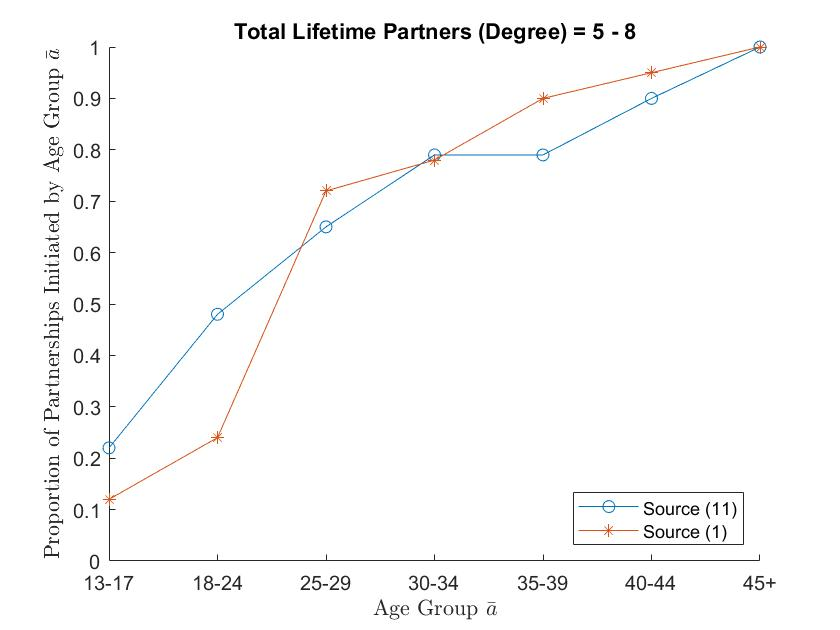 Total Lifetime Partners (Degree) = 5 - 8
Proportion of Partnerships Initiated by Age Group ā
1
0.9
0.8
0.7
0.6
0.5
0.4
0.3
0.2
0.1
0
Source (11)
Source (1)
13-17 18-24 25-29 30-34 35-39 40-44 45+
Age Group ā